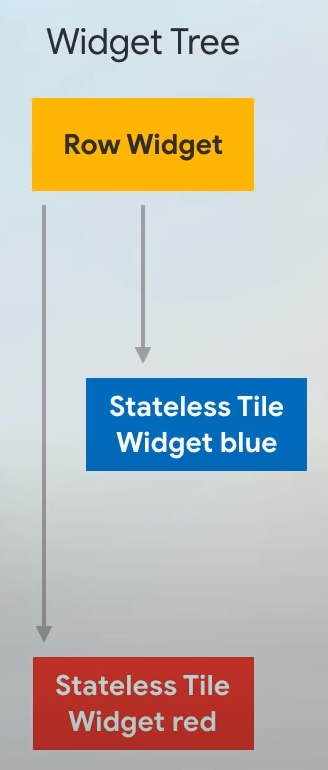 Widget Tree
Row Widget
Stateless Tile
Widget blue
Stateless Tile
Widget red